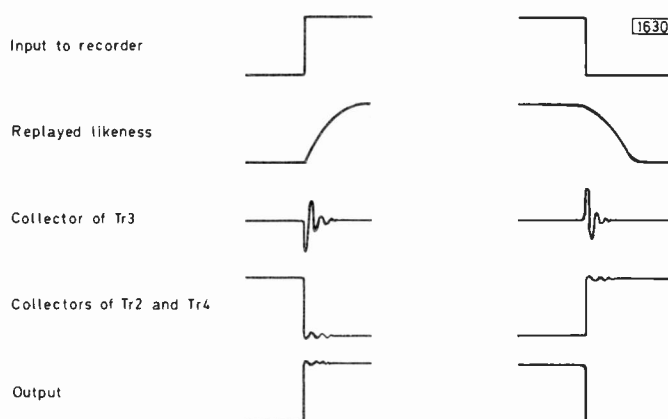 Input to recorder
1630
Replayed likeness
Collector of Tr3
Collectors of Tr2 and Tr4
Output